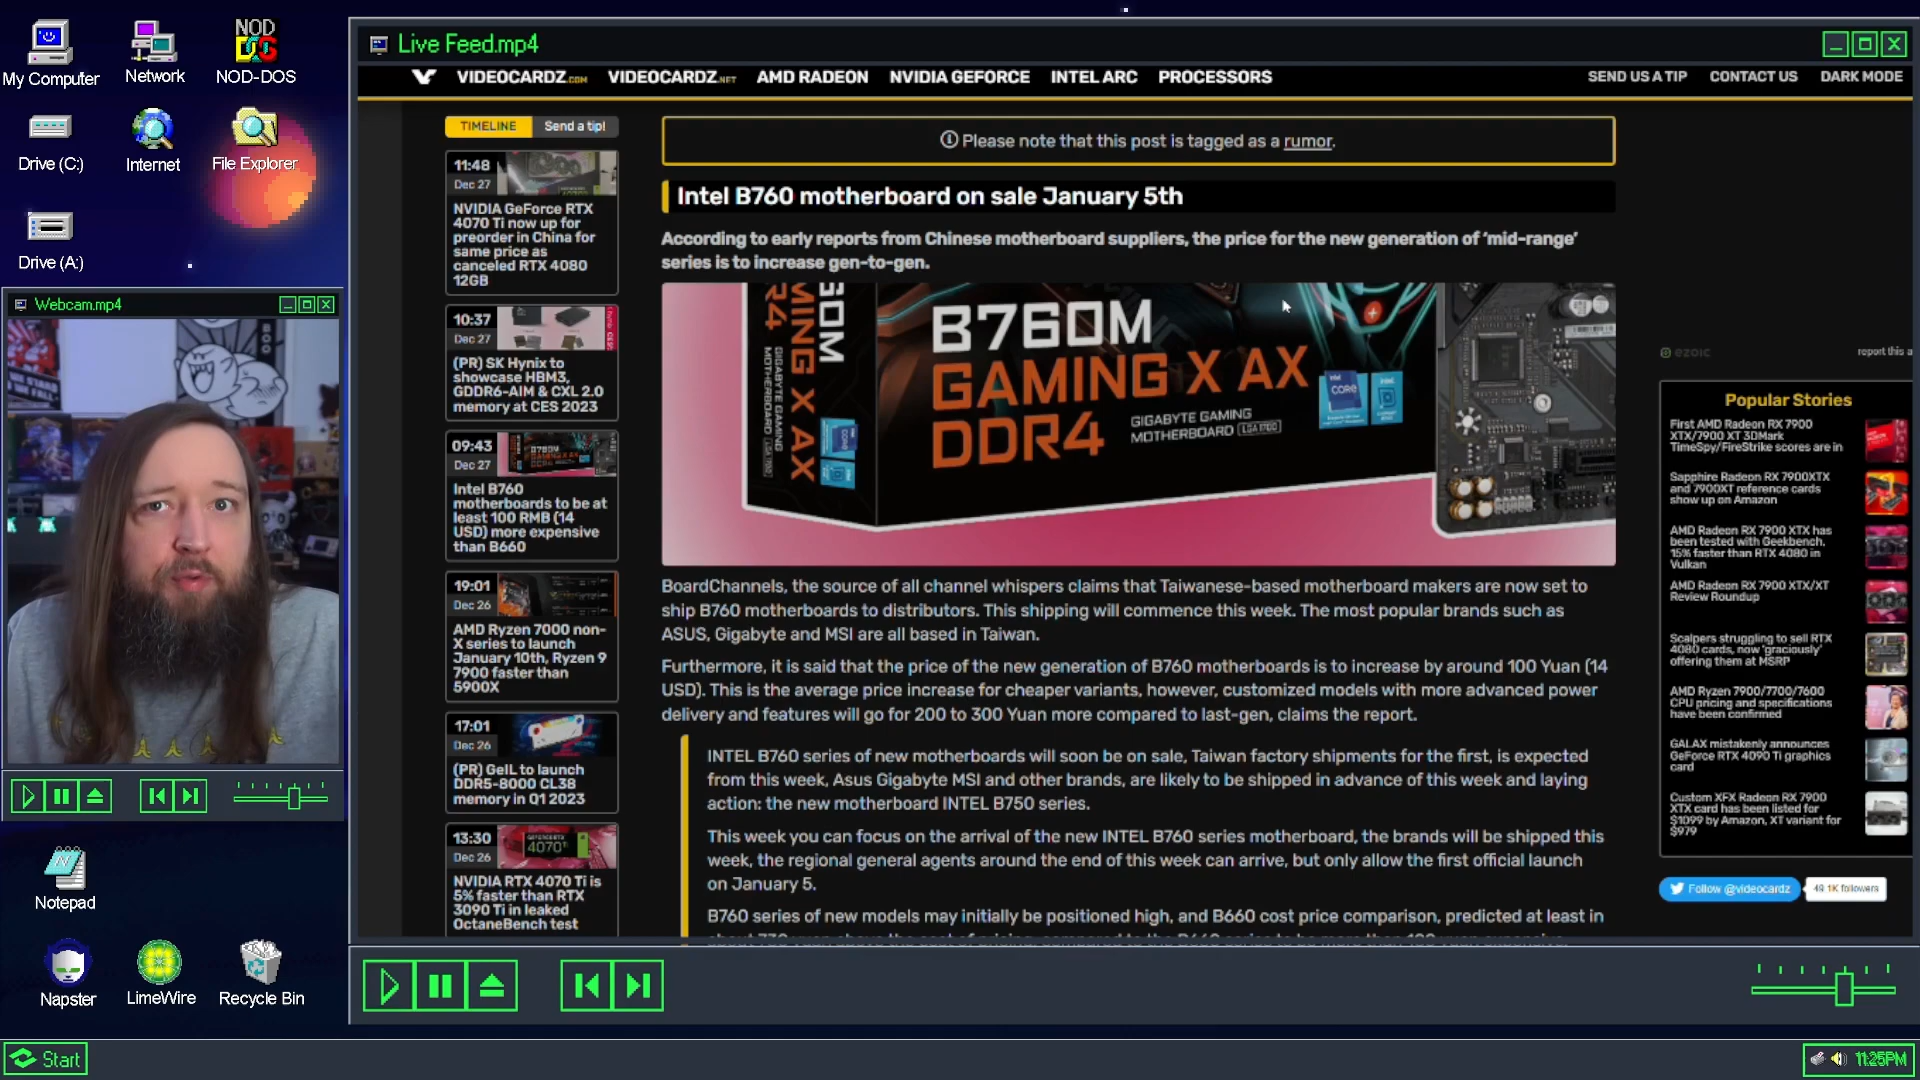 My Computer
Network
NOD-DOS
Drive (C:)
Internet
File Explorer
Drive (A:)
Webcam.mp4
Notepad
Napster
LimeWire
Recycle Bin
Start
Live Feed.mp4
VIDEOCARDZ.COM
VIDEOCARDZ.NET
AMD RADEON
NVIDIA GEFORCE
INTEL ARC
PROCESSORS
SEND US A TIP
CONTACT US
DARK MODE
TIMELINE
Send a tip!
11:48
Dec 27
NVIDIA GeForce RTX
4070 Ti now up for
preorder in China for
same price as
canceled RTX 4080
12GB
10:37
Dec 27
(PR) SK Hynix to
showcase HBM3,
GDDR6-AIM & CXL 2.0
memory at CES 2023
09:43
Dec 27
Intel B760
motherboards to be at
least 100 RMB (14
USD) more expensive
than B660
19:01
Dec 26
AMD Ryzen 7000 non-
X series to launch
January 10th, Ryzen 9
7900 faster than
5900X
17:01
Dec 26
(PR) GeIL to launch
DDR5-8000 CL38
memory in Q1 2023
13:30
Dec 26
NVIDIA RTX 4070 Ti is
5% faster than RTX
3090 Ti in leaked
OctaneBench test
Please note that this post is tagged as a rumor.
Intel B760 motherboard on sale January 5th
According to early reports from Chinese motherboard suppliers, the price for the new generation of ‘mid-range’
series is to increase gen-to-gen.
B760M
GAMING X AX
DDR4
GIGABYTE GAMING
MOTHERBOARD LGA 1700
BoardChannels, the source of all channel whispers claims that Taiwanese-based motherboard makers are now set to
ship B760 motherboards to distributors. This shipping will commence this week. The most popular brands such as
ASUS, Gigabyte and MSI are all based in Taiwan.
Furthermore, it is said that the price of the new generation of B760 motherboards is to increase by around 100 Yuan (14
USD). This is the average price increase for cheaper variants, however, customized models with more advanced power
delivery and features will go for 200 to 300 Yuan more compared to last-gen, claims the report.
INTEL B760 series of new motherboards will soon be on sale, Taiwan factory shipments for the first, is expected
from this week, Asus Gigabyte MSI and other brands, are likely to be shipped in advance of this week and laying
action: the new motherboard INTEL B750 series.
This week you can focus on the arrival of the new INTEL B760 series motherboard, the brands will be shipped this
week, the regional general agents around the end of this week can arrive, but only allow the first official launch
on January 5.
B760 series of new models may initially be positioned high, and B660 cost price comparison, predicted at least in
ezoic
report this a
Popular Stories
First AMD Radeon RX 7900
XTX/7900 XT 3DMark
TimeSpy/FireStrike scores are in
Sapphire Radeon RX 7900XTX
and 7900XT reference cards
show up on Amazon
AMD Radeon RX 7900 XTX has
been tested with Geekbench,
15% faster than RTX 4080 in
Vulkan
AMD Radeon RX 7900 XTX/XT
Review Roundup
Scalpers struggling to sell RTX
4080 cards, now ‘graciously’
offering them at MSRP
AMD Ryzen 7900/7700/7600
CPU pricing and specifications
have been confirmed
GALAX mistakenly announces
GeForce RTX 4090 Ti graphics
card
Custom XFX Radeon RX 7900
XTX card has been listed for
$1099 by Amazon, XT variant for
$979
Follow @videocardz
49.1K followers
11:25PM